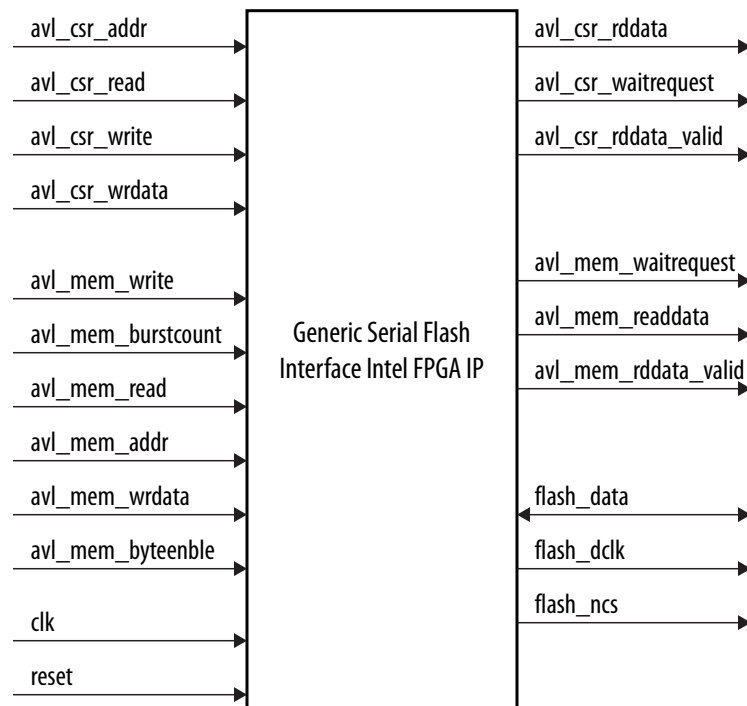 avl_csr_addr
avl_csr_read
avl_csr_write
avl_csr_wrdata
avl_mem_write
avl_mem_burstcount
avl_mem_read
avl_mem_addr
avl_mem_wrdata
avl_mem_byteenble
clk
reset
Generic Serial Flash
Interface Intel FPGA IP
avl_csr_rddata
avl_csr_waitrequest
avl_csr_rddata_valid
avl_mem_waitrequest
avl_mem_readdata
avl_mem_rddata_valid
flash_data
flash_dclk
flash_ncs